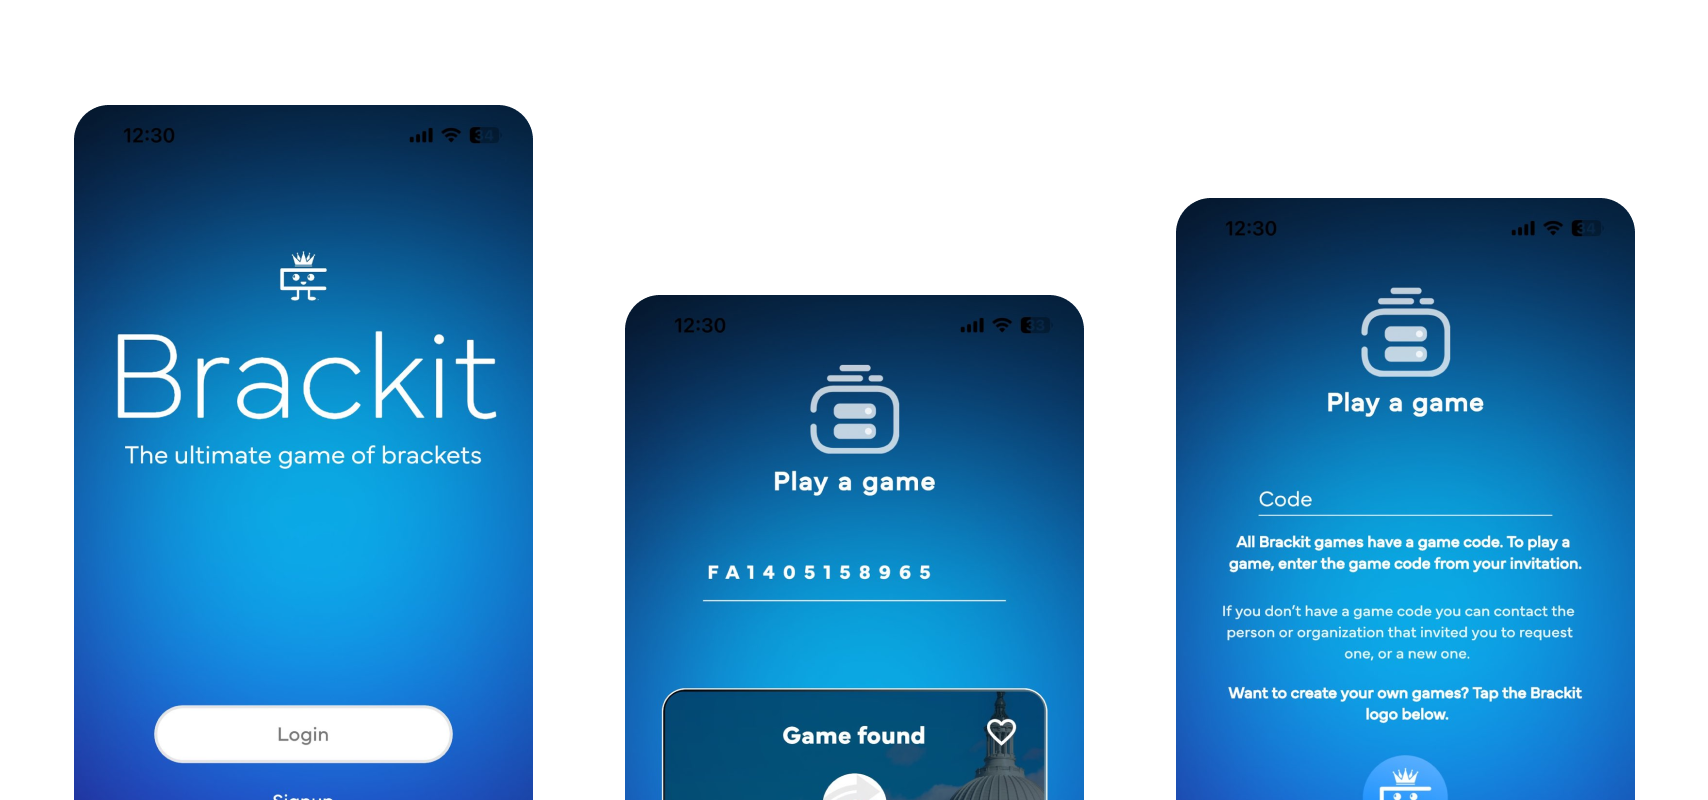 12:30
34
Brackit
The ultimate game of brackets
Login
Signup
12:30
33
Play a game
FA1405158965
Game found
12:30
34
Play a game
Code
All Brackit games have a game code. To play a
game, enter the game code from your invitation.
If you don't have a game code you can contact the
person or organization that invited you to request
one, or a new one.
Want to create your own games? Tap the Brackit
logo below.